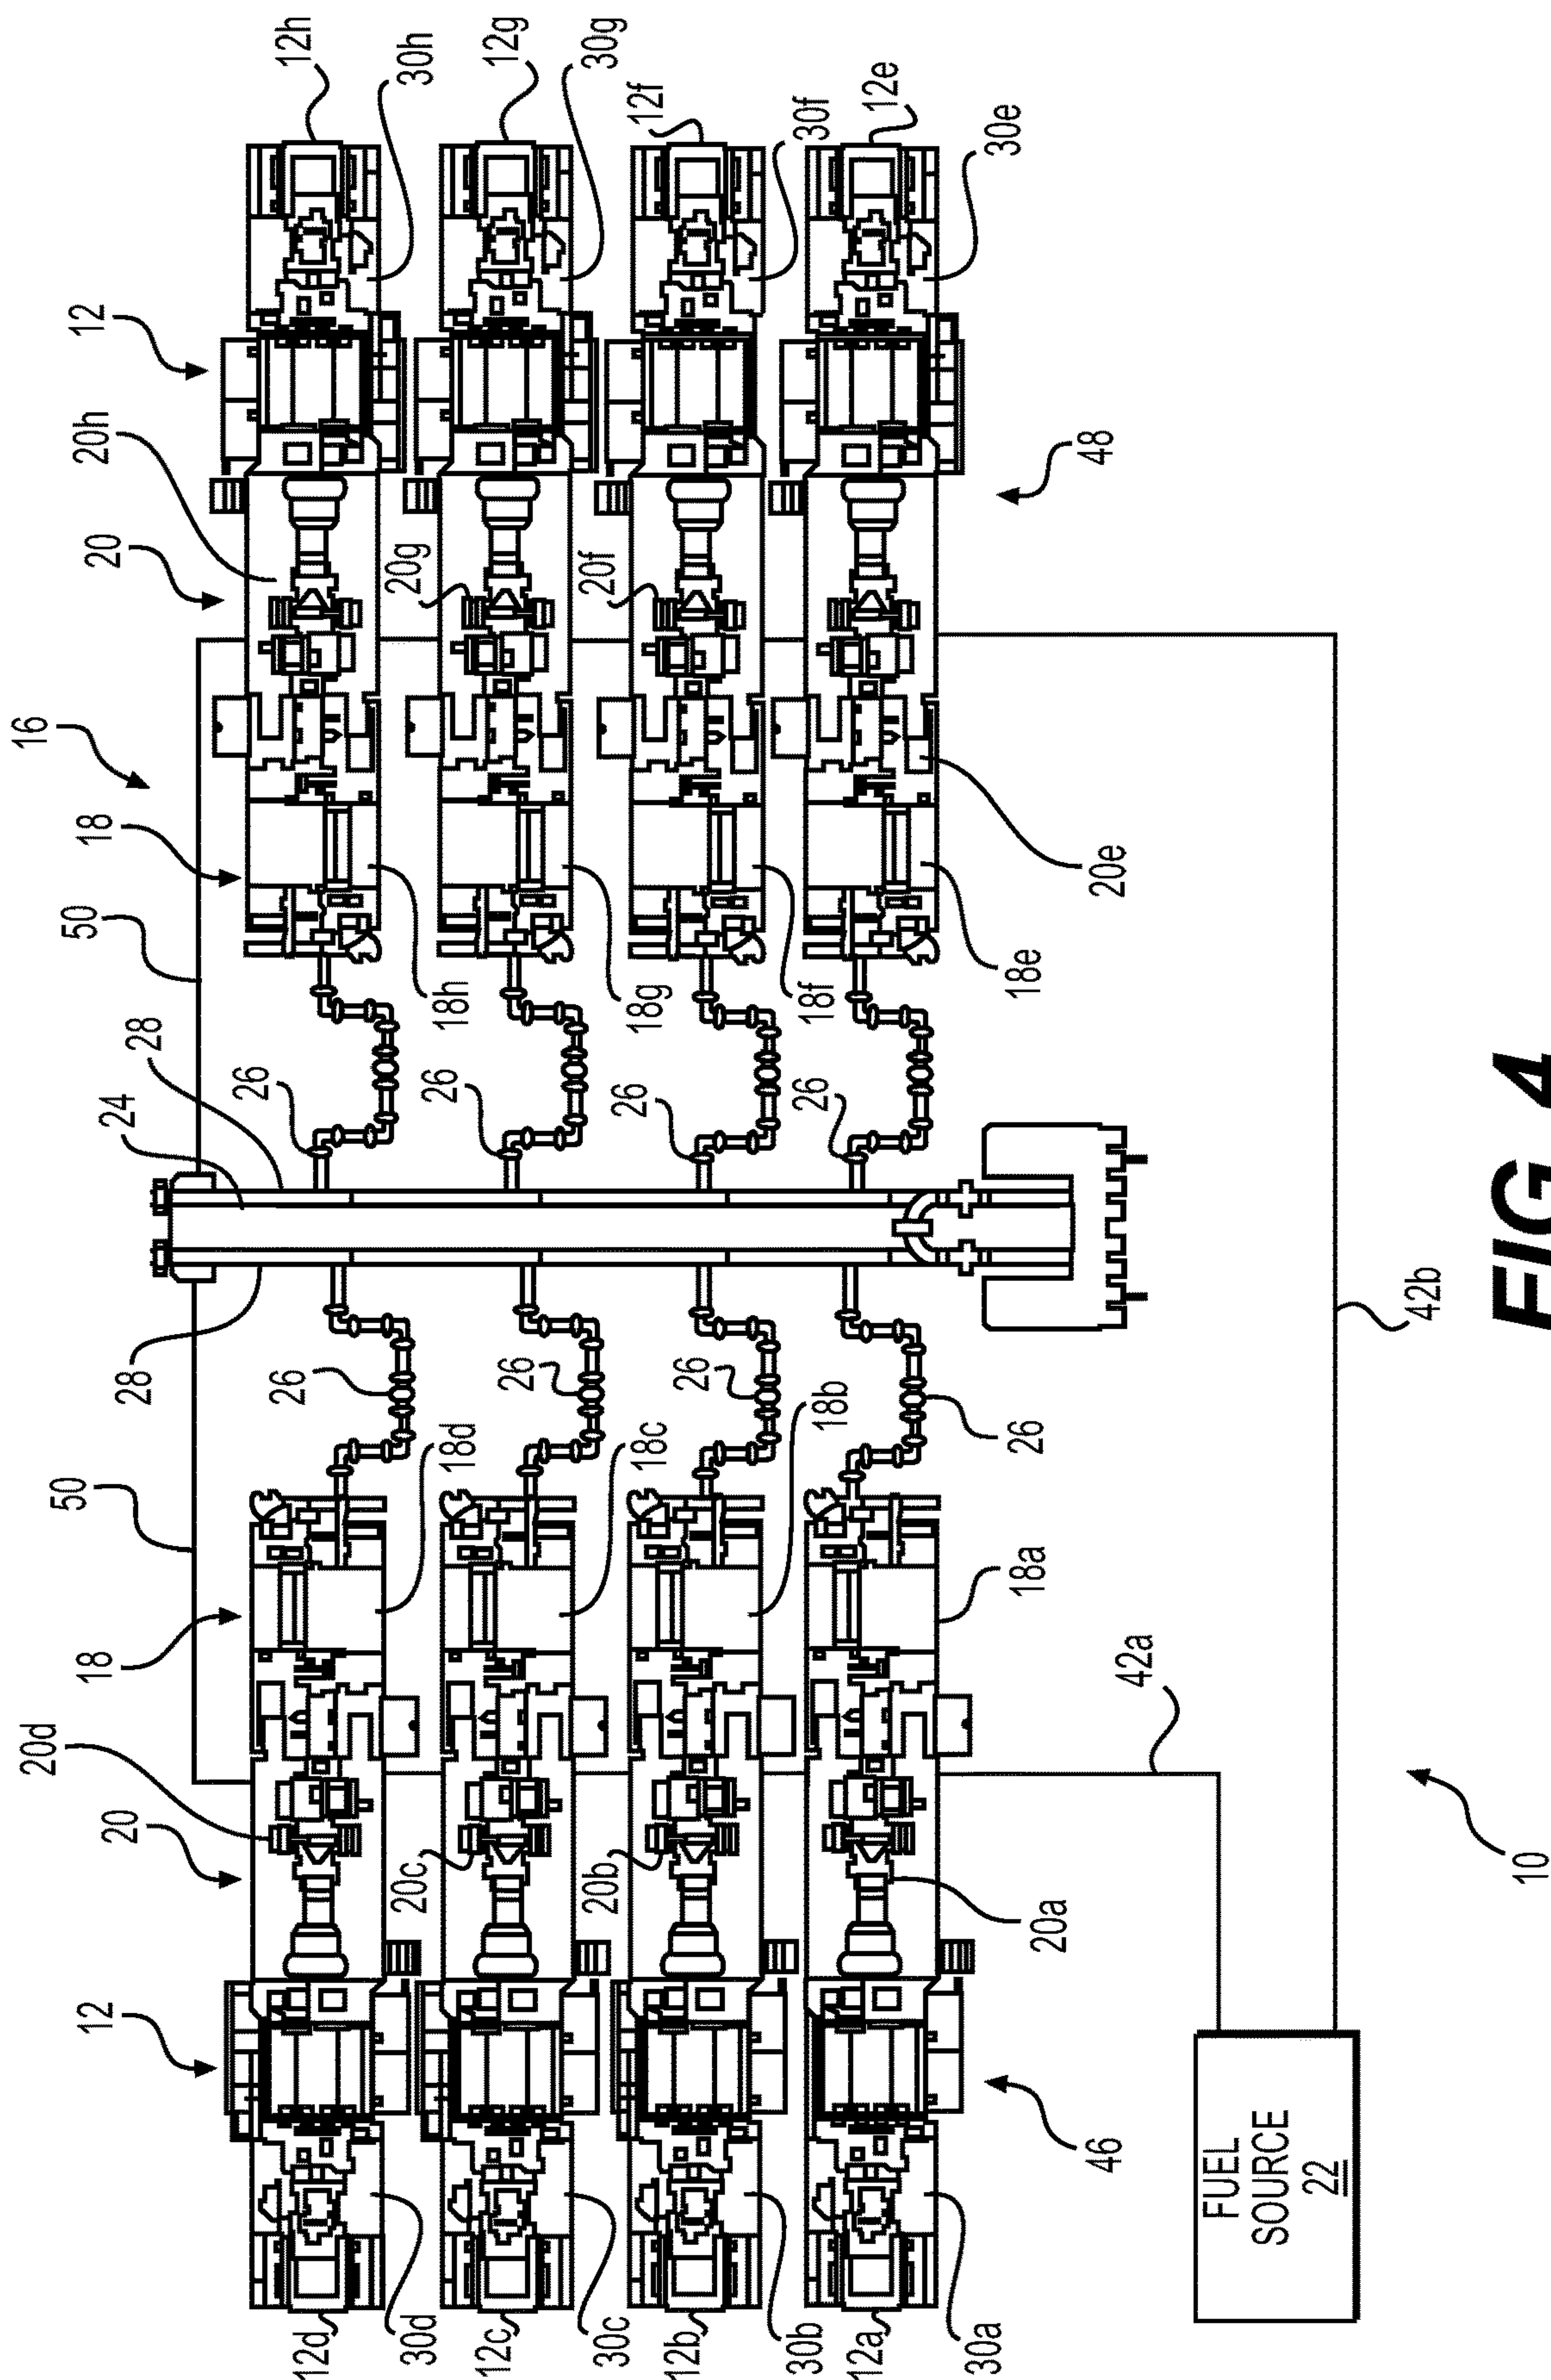 16
20d
50
50
12
20
18
28
24
28
18
20
20h
12
26
26
12h
12d
30d
20c
18d
26
18h
20g
30h
12c
26
12g
30c
20b
18c
26
18g
20f
30g
12f
12b
26
30b
18b
26
18f
30f
12a
12e
30a
20a
18a
26
18e
20e
30e
46
42a
48
FUEL
SOURCE
22
42b
10
FIG. 4